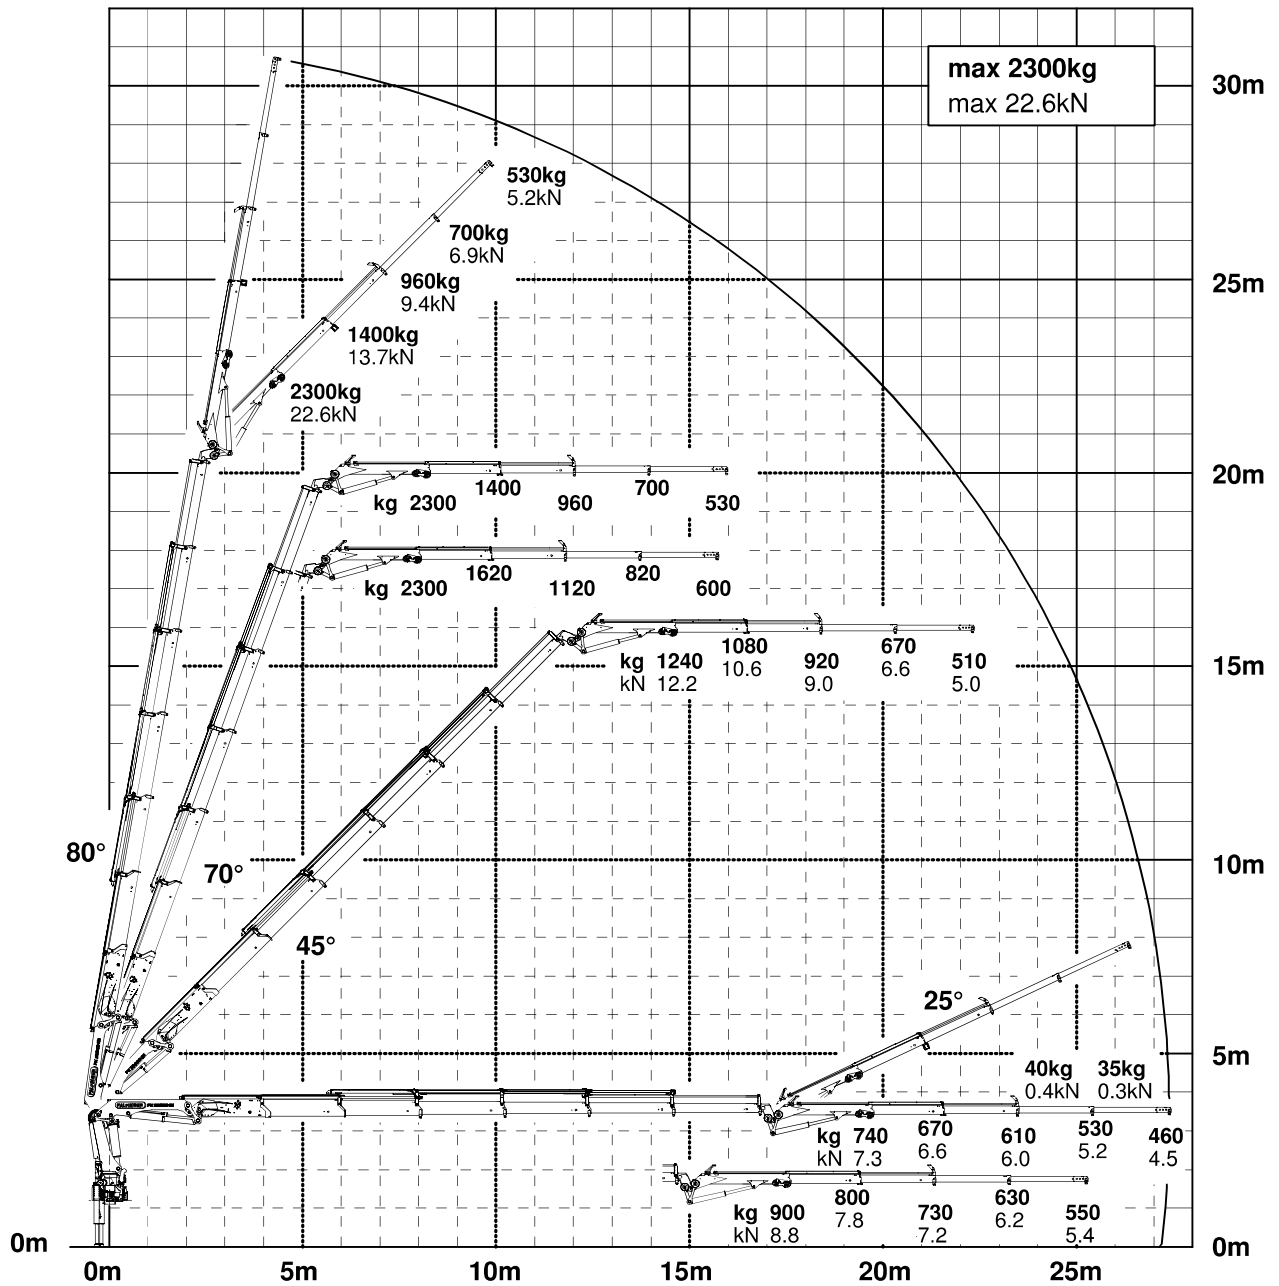 max 2300kg
max 22.6kN
30m
530kg
5.2kN
700kg
6.9kN
25m
960kg
9.4kN
1400kg
13.7kN
2300kg
22.6kN
20m
kg 2300 1400 960 700 530
kg 2300 1620 1120 820 600
15m
kg 1240 1080 920 670 510
kN 12.2 10.6 9.0 6.6 5.0
80°
70°
10m
45°
25°
5m
40kg 35kg
0.4kN 0.3kN
kg 740 670 610 530 460
kN 7.3 6.6 6.0 5.2 4.5
kg 900 800 730 630 550
kN 8.8 7.8 7.2 6.2 5.4
0m 0m
0m 5m 10m 15m 20m 25m